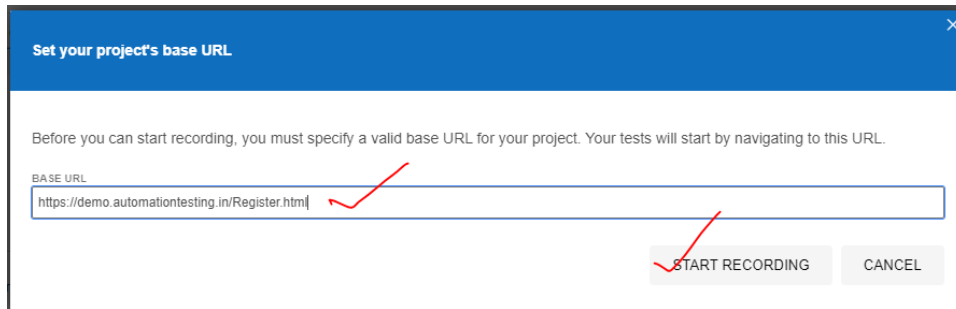 Set your project's base URL
Before you can start recording, you must specify a valid base URL for your project. Your tests will start by navigating to this URL.
BASE URL
https://demo.automationtesting.in/Register.html
START RECORDING
CANCEL